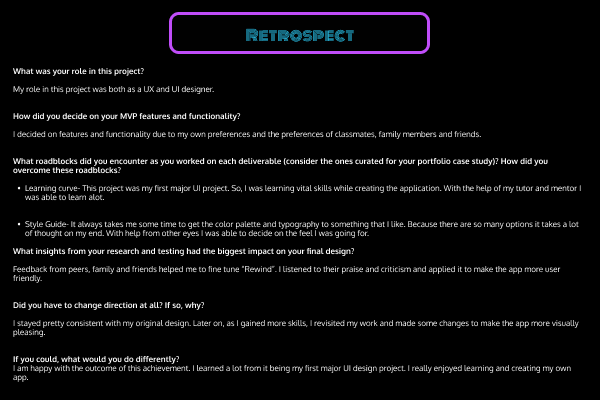 Retrospect
What was your role in this project?
My role in this project was both as a UX and UI designer.
How did you decide on your MVP features and functionality?
I decided on features and functionality due to my own preferences and the preferences of classmates, family members and friends.
What roadblocks did you encounter as you worked on each deliverable (consider the ones curated for your portfolio case study)? How did you
overcome these roadblocks?
• Learning curve- This project was my first major UI project. So, I was learning vital skills while creating the application. With the help of my tutor and mentor I
was able to learn alot.
• Style Guide- It always takes me some time to get the color palette and typography to something that I like. Because there are so many options it takes a lot
of thought on my end. With help from other eyes I was able to decide on the feel I was going for.
What insights from your research and testing had the biggest impact on your final design?
Feedback from peers, family and friends helped me to fine tune "Rewind". I listened to their praise and criticism and applied it to make the app more user
friendly.
Did you have to change direction at all? If so, why?
I stayed pretty consistent with my original design. Later on, as I gained more skills, I revisited my work and made some changes to make the app more visually
pleasing.
If you could, what would you do differently?
I am happy with the outcome of this achievement. I learned a lot from it being my first major UI design project. I really enjoyed learning and creating my own
app.